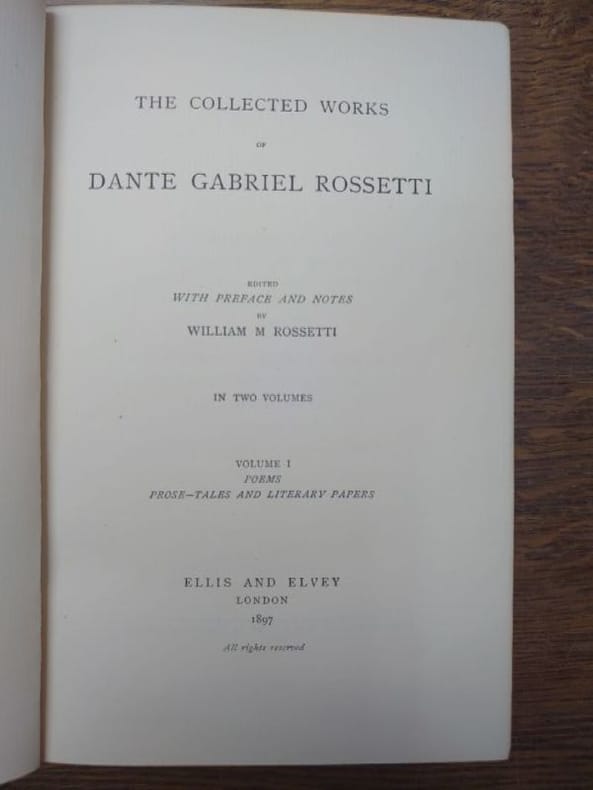 THE COLLECTED WORKS
OF
DANTE GABRIEL ROSSETTI
EDITED
WITH PREFACE AND NOTES
BY
WILLIAM M ROSSETTI
IN TWO VOLUMES
VOLUME I
POEMS
PROSE—TALES AND LITERARY PAPERS
ELLIS AND ELVEY
LONDON
1897
All rights reserved